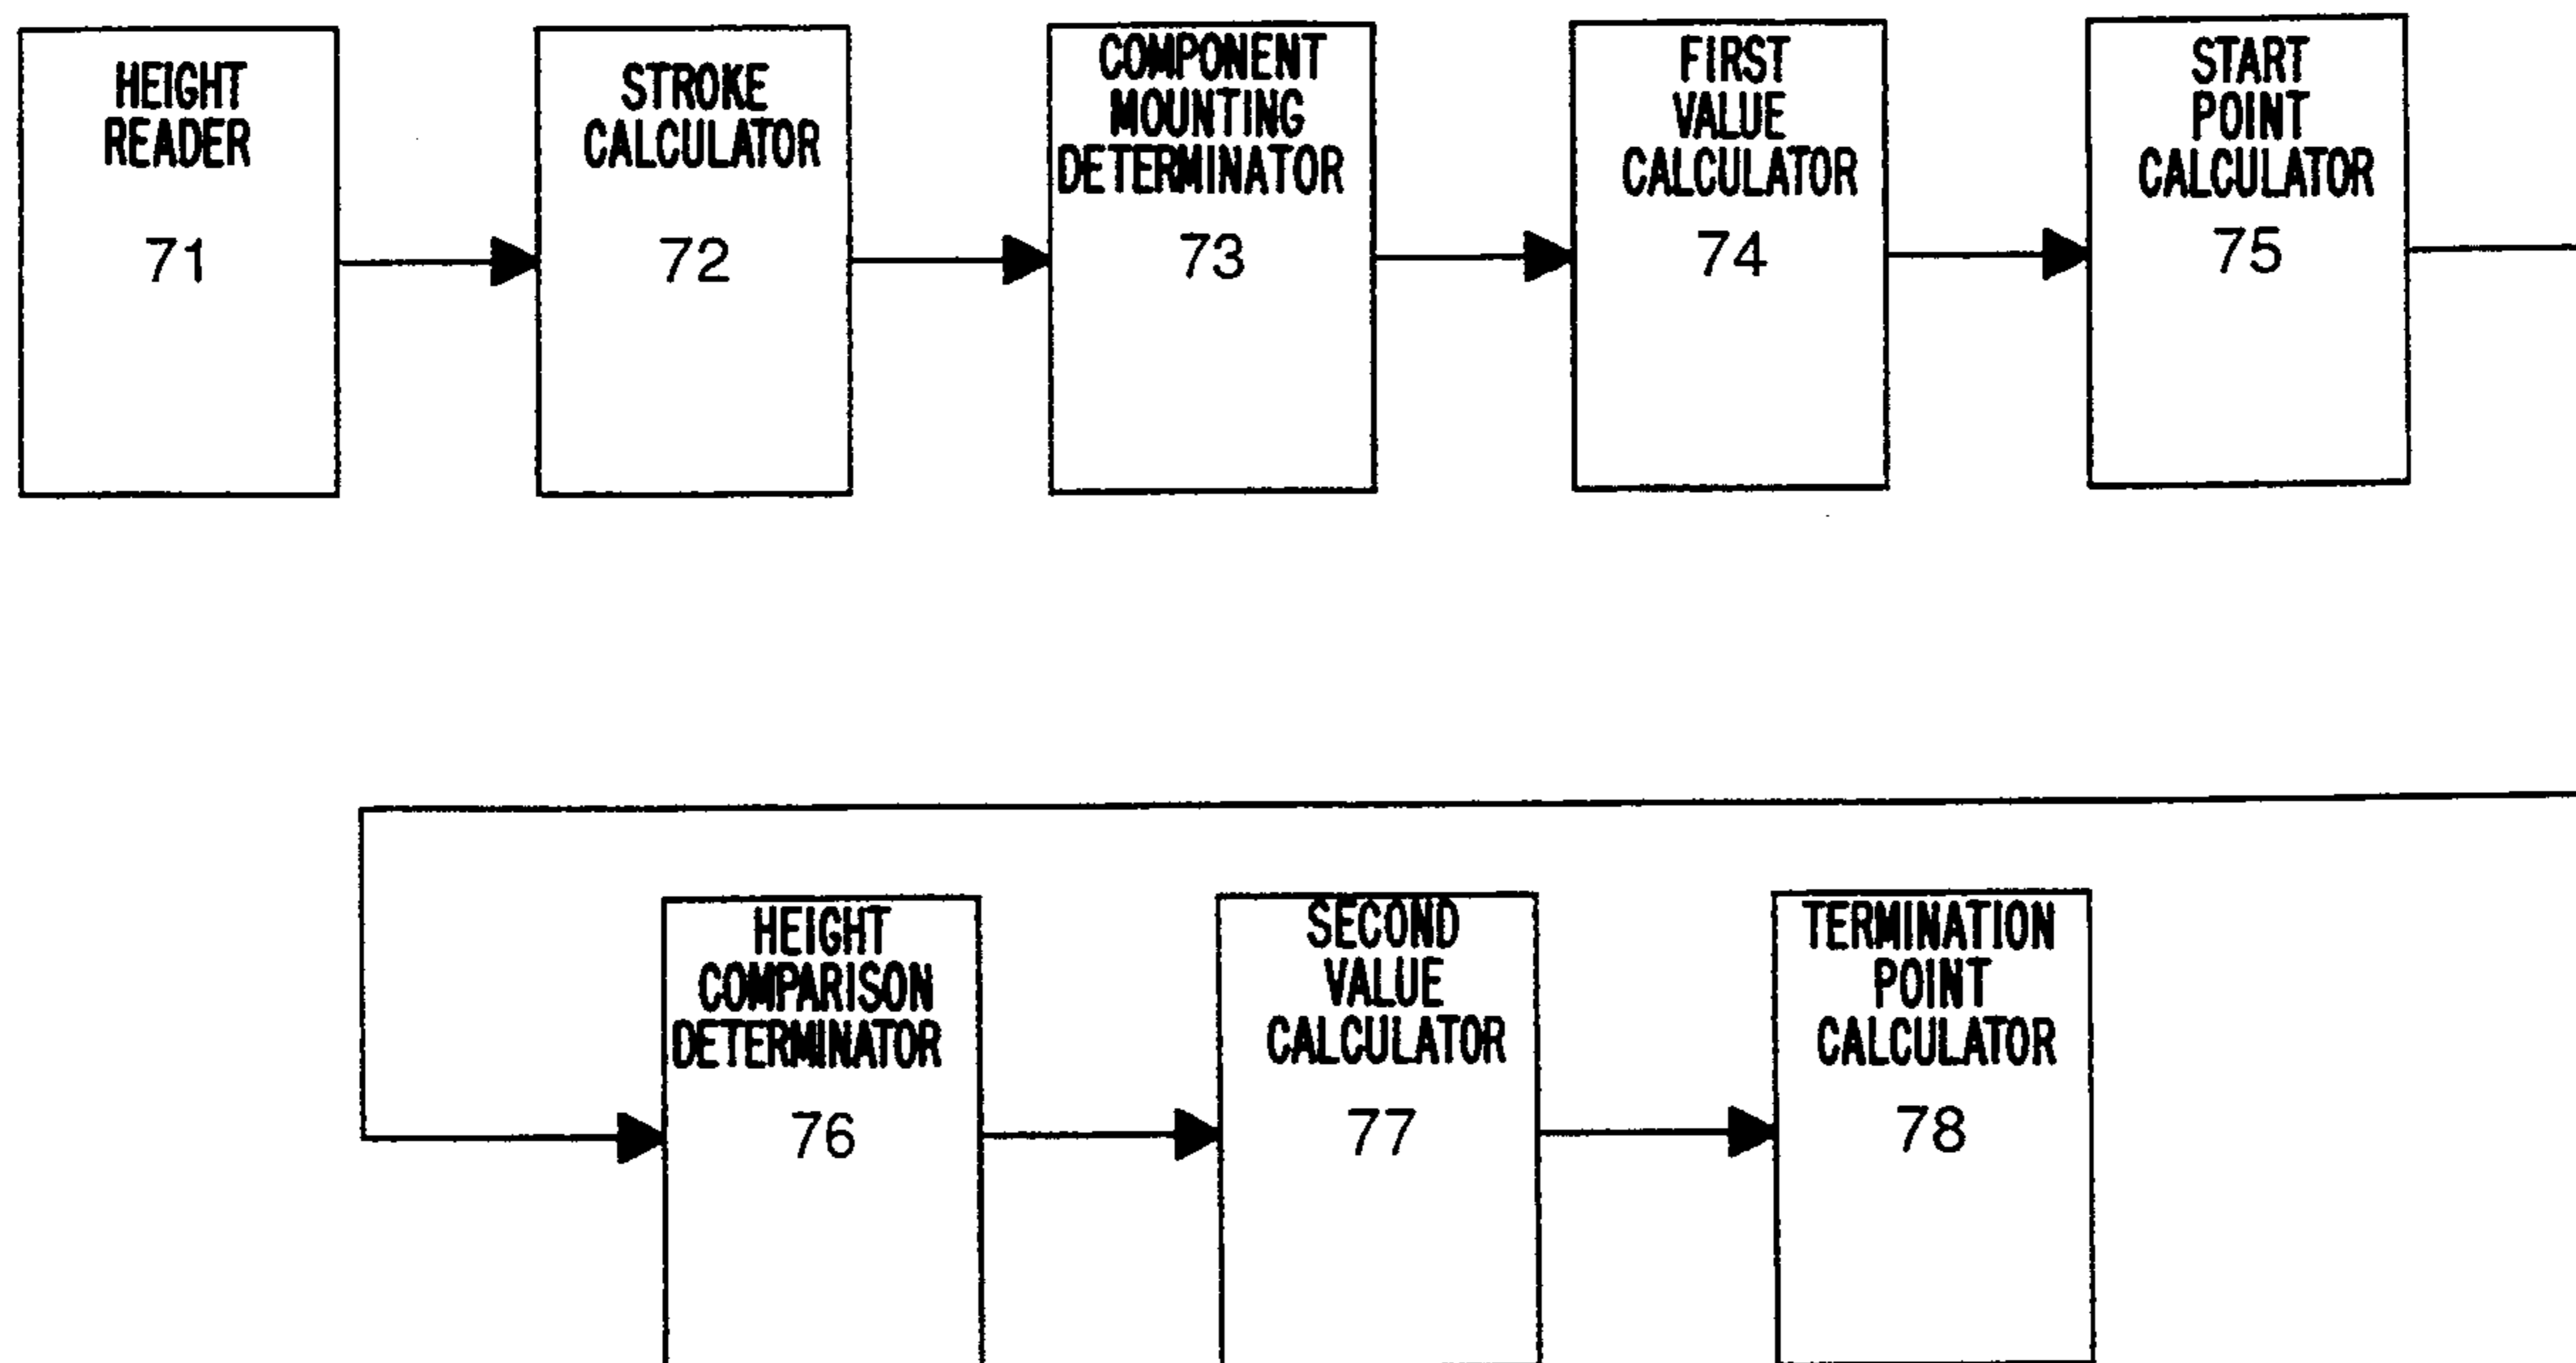 HEIGHT
READER
71
STROKE
CALCULATOR
72
COMPONENT
MOUNTING
DETERMINATOR
73
FIRST
VALUE
CALCULATOR
74
START
POINT
CALCULATOR
75
HEIGHT
COMPARISON
DETERMINATOR
76
SECOND
VALUE
CALCULATOR
77
TERMINATION
POINT
CALCULATOR
78